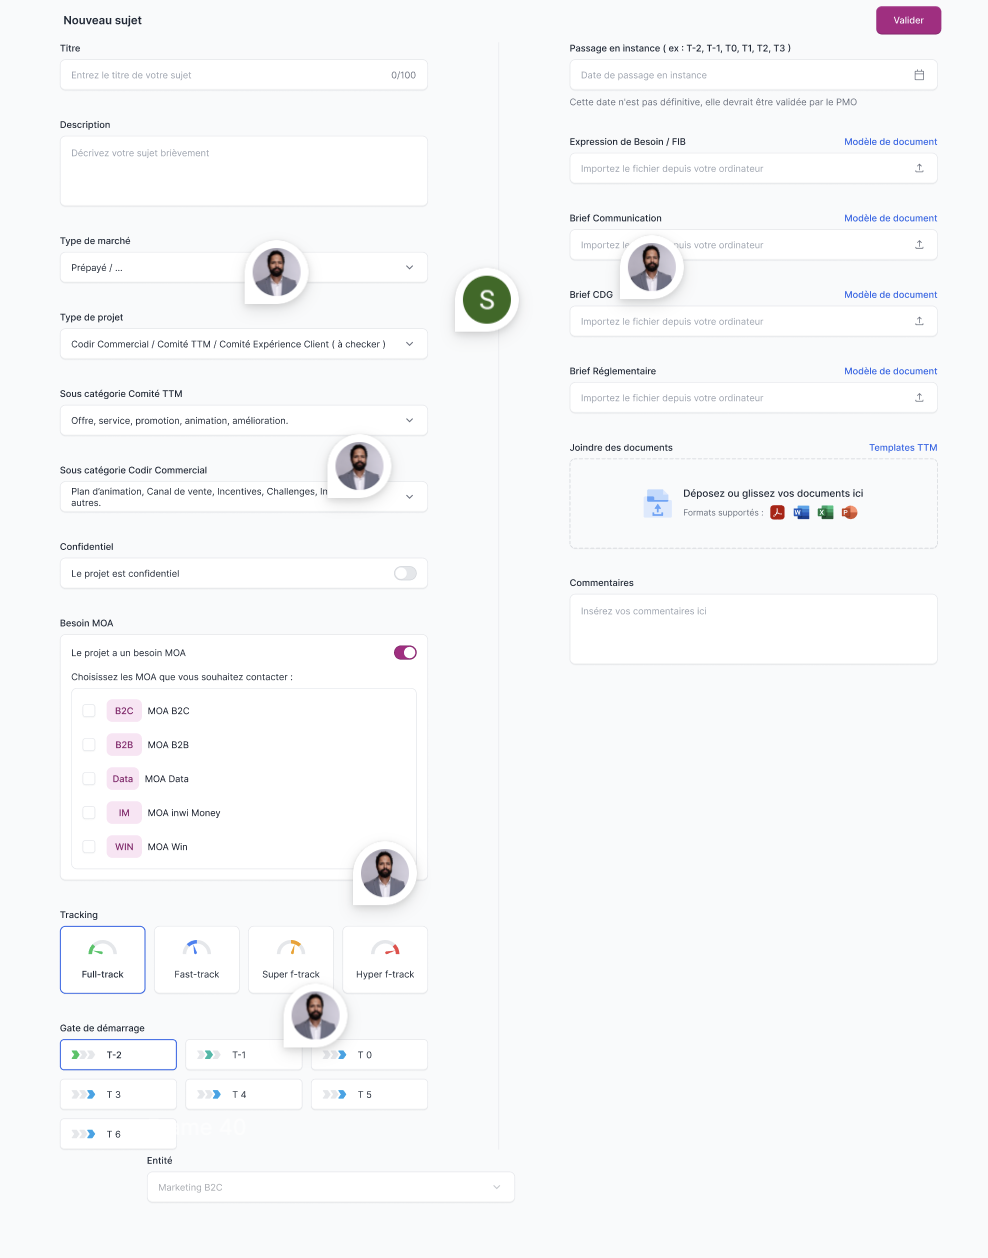 Nouveau sujet
Valider
Titre
Entrez le titre de votre sujet
0/100
Description
Décrivez votre sujet brièvement
Type de marché
Prépayé / ...
Type de projet
Codir Commercial / Comité TTM / Comité Expérience Client ( à checker )
Sous catégorie Comité TTM
Offre, service, promotion, animation, amélioration.
Sous catégorie Codir Commercial
Plan d'animation, Canal de vente, Incentives, Challenges,
autres.
Confidentiel
Le projet est confidentiel
Besoin MOA
Le projet a un besoin MOA
Choisissez les MOA que vous souhaitez contacter :
B2C MOA B2C
B2B MOA B2B
Data MOA Data
IM MOA inwi Money
WIN MOA Win
Tracking
Full-track
Fast-track
Super f-track
Hyper f-track
Gate de démarrage
T-2
T-1
T 0
T 3
T 4
T 5
T 6
Entité
Marketing B2C
S
Passage en instance ( ex : T-2, T-1, T0, T1, T2, T3 )
Date de passage en instance
Cette date n'est pas définitive, elle devrait être validée par le PMO
Expression de Besoin / FIB
Modèle de document
Importez le fichier depuis votre ordinateur
Brief Communication
Modèle de document
Importez votre ordinateur
Brief CDG
Modèle de document
Importez le fichier depuis votre ordinateur
Brief Réglementaire
Modèle de document
Importez le fichier depuis votre ordinateur
Joindre des documents
Templates TTM
Déposez ou glissez vos documents ici
Formats supportés :
W
X
P
Commentaires
Insérez vos commentaires ici